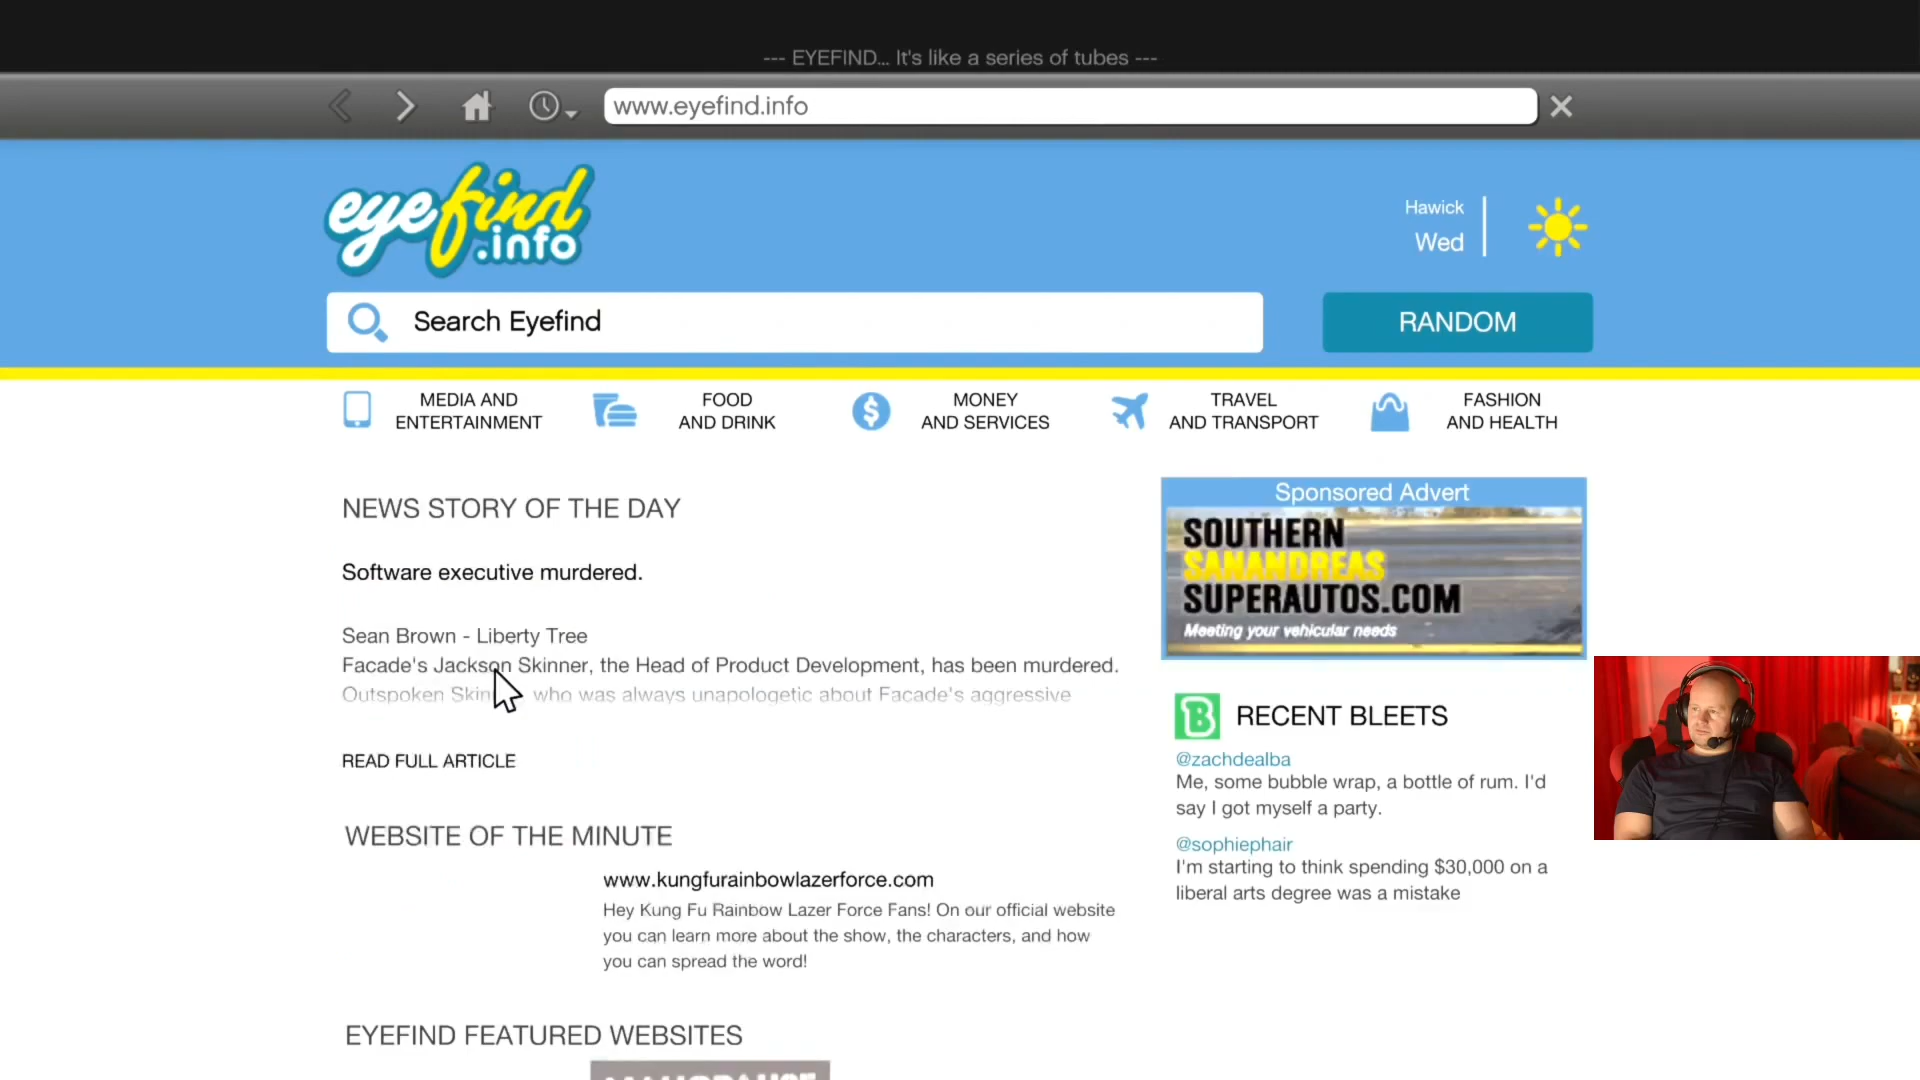 --- EYEFIND... It's like a series of tubes ---
www.eyefind.info
eyefind
.info
Hawick
Wed
Search Eyefind
RANDOM
MEDIA AND
ENTERTAINMENT
FOOD
AND DRINK
MONEY
AND SERVICES
TRAVEL
AND TRANSPORT
FASHION
AND HEALTH
NEWS STORY OF THE DAY
Software executive murdered.
Sean Brown - Liberty Tree
Facade's Jackson Skinner, the Head of Product Development, has been murdered.
Outspoken who was always unapologetic about Facade's aggressive
READ FULL ARTICLE
WEBSITE OF THE MINUTE
www.kungfurainbowlazerforce.com
Hey Kung Fu Rainbow Lazer Force Fans! On our official website
you can learn more about the show, the characters, and how
you can spread the word!
EYEFIND FEATURED WEBSITES
Sponsored Advert
SOUTHERN
SANANDREAS
SUPERAUTOS.COM
Meeting your vehicular needs
B RECENT BLEETS
@zachdealba
Me, some bubble wrap, a bottle of rum. I'd
say I got myself a party.
@sophiephair
I'm starting to think spending $30,000 on a
liberal arts degree was a mistake